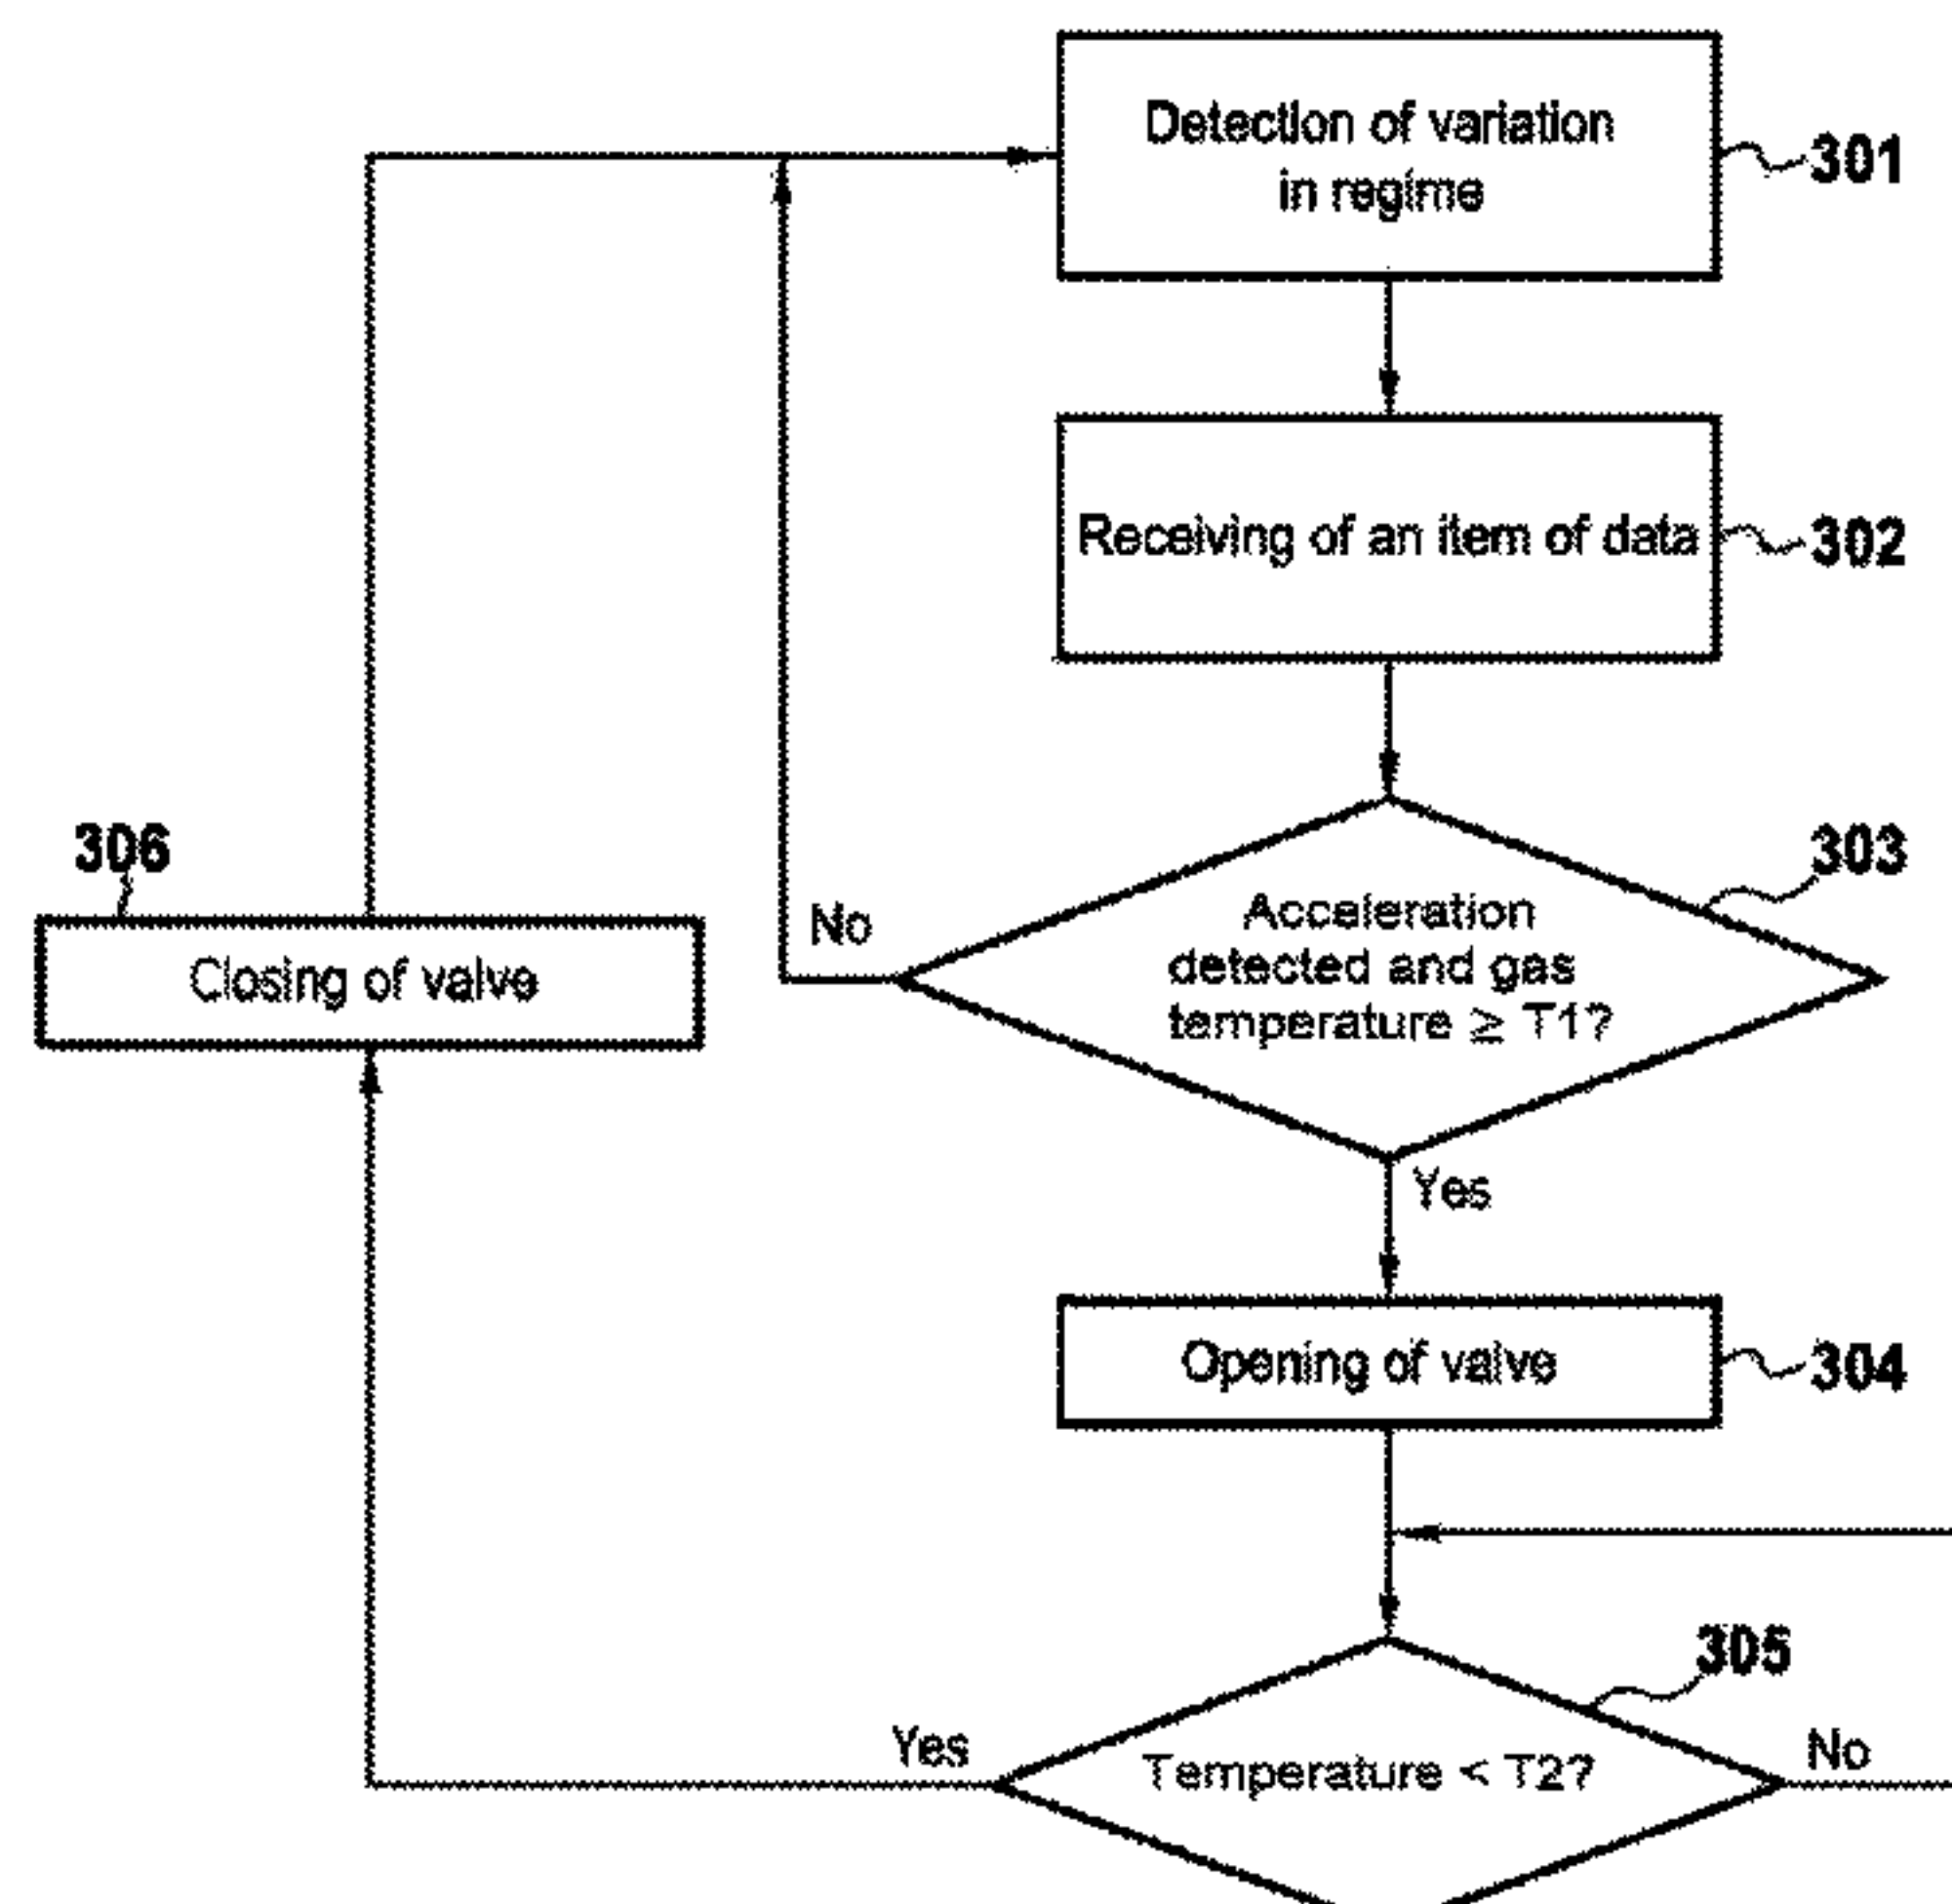 Detection of variation
in regime
301
Receiving of an item of data
302
306
303
Closing of valve
No
Acceleration
detected and gas
temperature ≥ T1?
Yes
Opening of valve
304
305
Yes
Temperature < T2?
No